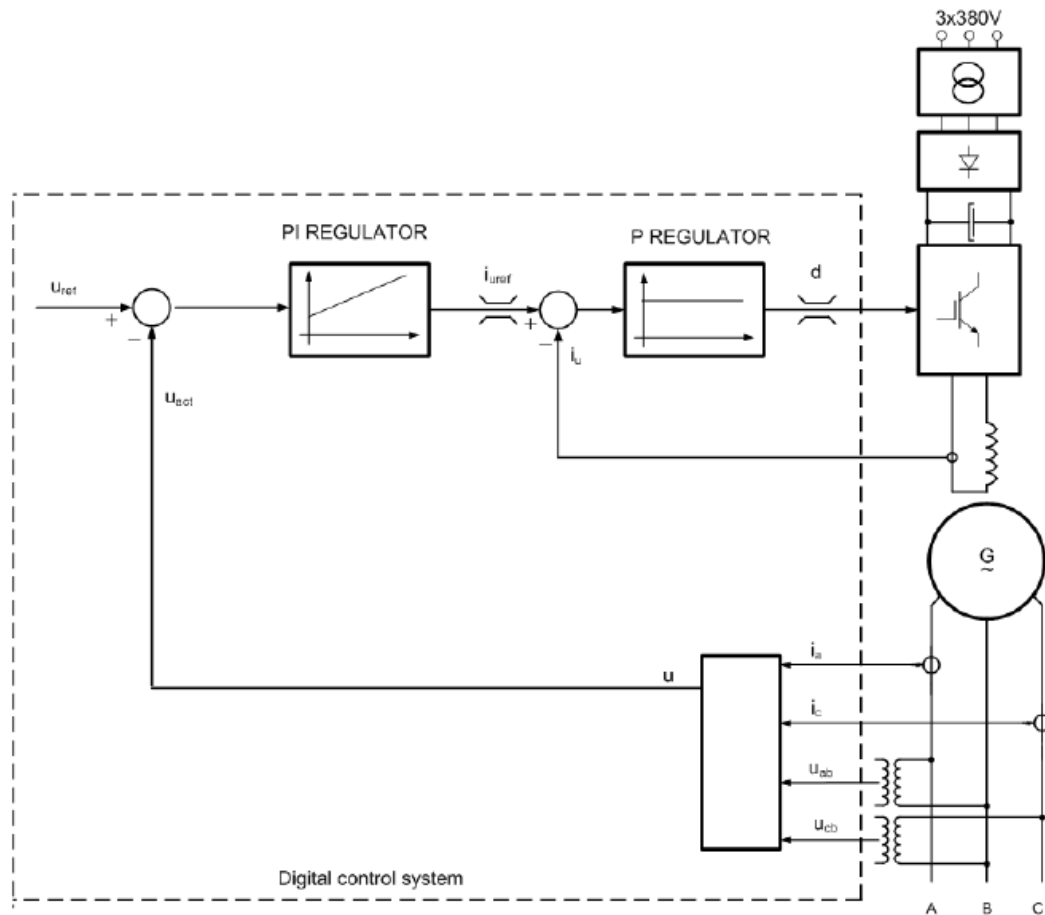 3x380V
PI REGULATOR
P REGULATOR
u_ref
+
−
i_uref
+
−
d
i_u
u_act
G
~
i_a
u
i_c
u_ab
u_cb
Digital control system
A B C